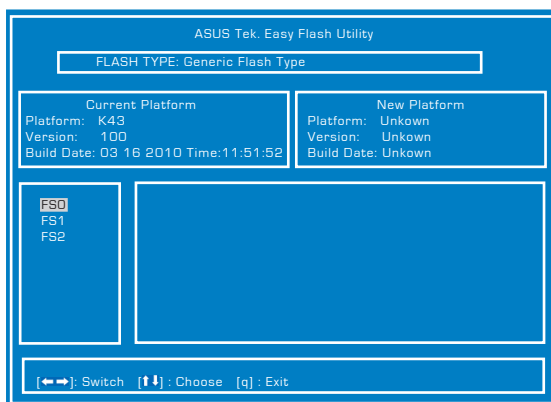 ASUS Tek. Easy Flash Utility
FLASH TYPE: Generic Flash Type
Current Platform
Platform: K43
Version: 100
Build Date: 03 16 2010 Time:11:51:52
New Platform
Platform: Unkown
Version: Unkown
Build Date: Unkown
FS0
FS1
FS2
[←→]: Switch [↑↓] : Choose [q] : Exit